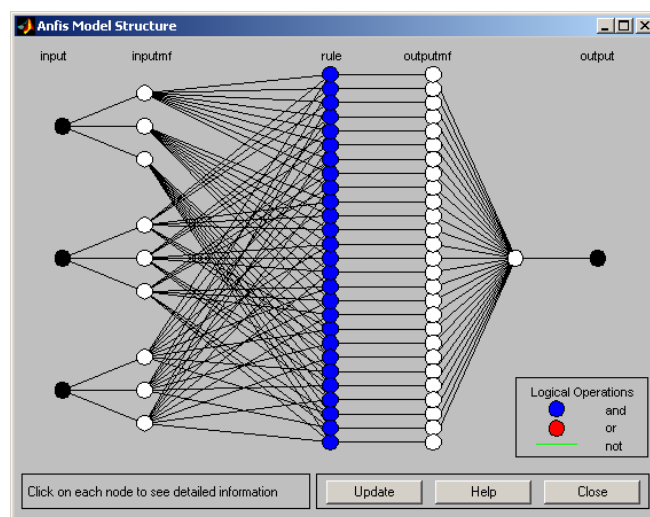 Anfis Model Structure
input inputmf rule outputmf output
Logical Operations
and
or
not
Click on each node to see detailed information
Update Help Close